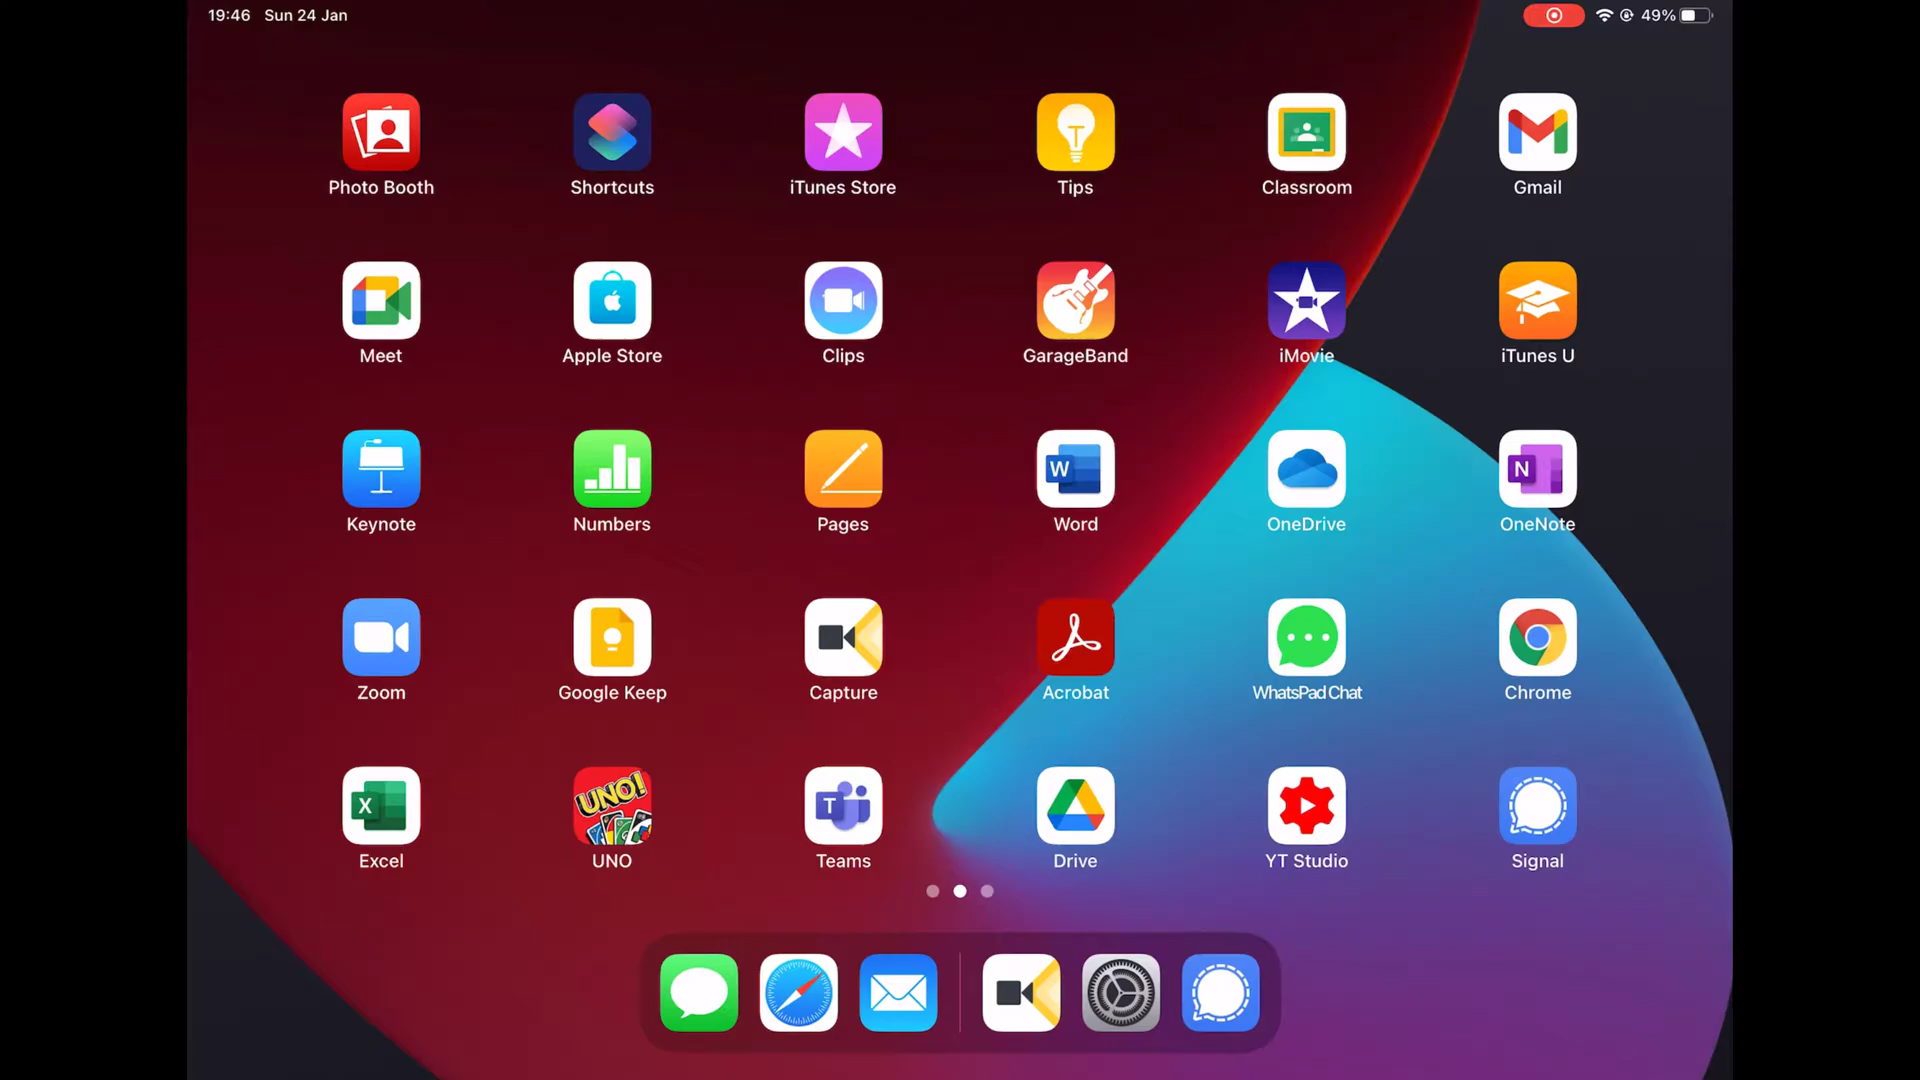 19:46 Sun 24 Jan
49%
Photo Booth
Shortcuts
iTunes Store
Tips
Classroom
Gmail
Meet
Apple Store
Clips
GarageBand
iMovie
iTunes U
Keynote
Numbers
Pages
W
Word
OneDrive
N
OneNote
Zoom
Google Keep
Capture
Acrobat
WhatsPad Chat
Chrome
X
Excel
UNO!
UNO
T
Teams
Drive
YT Studio
Signal